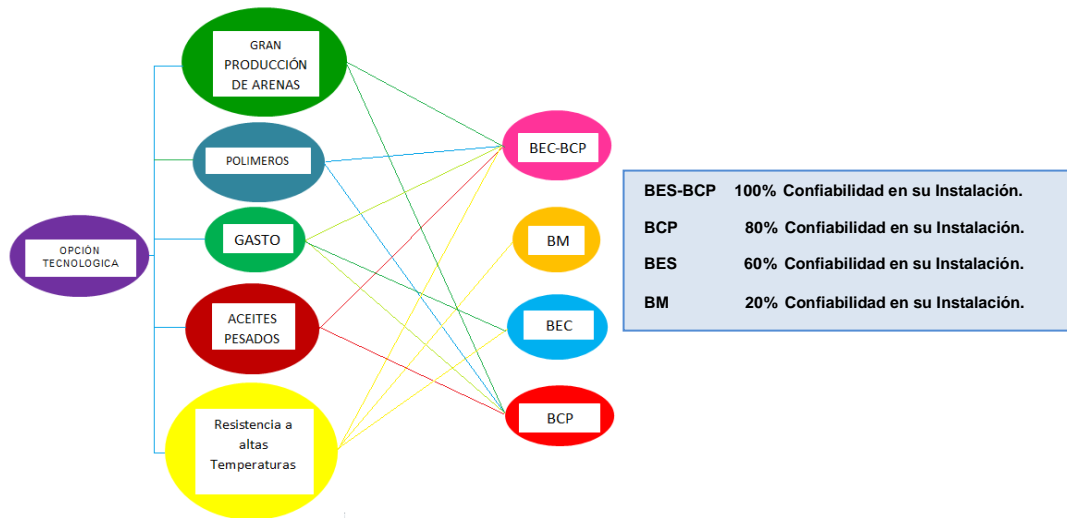 GRAN
PRODUCCIÓN
DE ARENAS
POLIMEROS
GASTO
OPCIÓN
TECNOLOGICA
ACEITES
PESADOS
Resistencia a
altas
Temperaturas
BEC-BCP
BM
BEC
BCP
BES-BCP 100% Confiabilidad en su Instalación.
BCP 80% Confiabilidad en su Instalación.
BES 60% Confiabilidad en su Instalación.
BM 20% Confiabilidad en su Instalación.